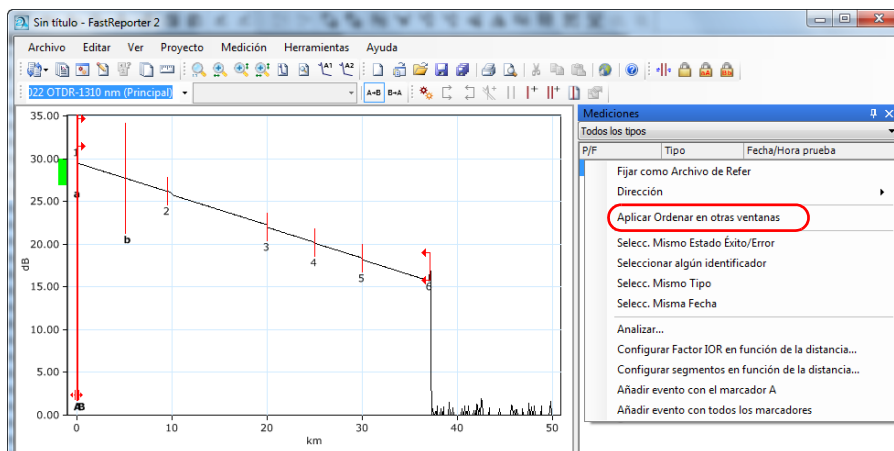 Sin título - FastReporter 2
Archivo Editar Ver Proyecto Medición Herramientas Ayuda
022 OTDR-1310 nm (Principal)
A→B B→A
Mediciones
Todos los tipos
P/F Tipo Fecha/Hora prueba
Fijar como Archivo de Refer
Dirección
Aplicar Ordenar en otras ventanas
Selecc. Mismo Estado Éxito/Error
Seleccionar algún identificador
Selecc. Mismo Tipo
Selecc. Misma Fecha
Analizar...
Configurar Factor IOR en función de la distancia...
Configurar segmentos en función de la distancia...
Añadir evento con el marcador A
Añadir evento con todos los marcadores
35.00
30.00
25.00
20.00
15.00
10.00
5.00
0.00
dB
1
a
b
2
3
4
5
6
0 10 20 30 40 50
km